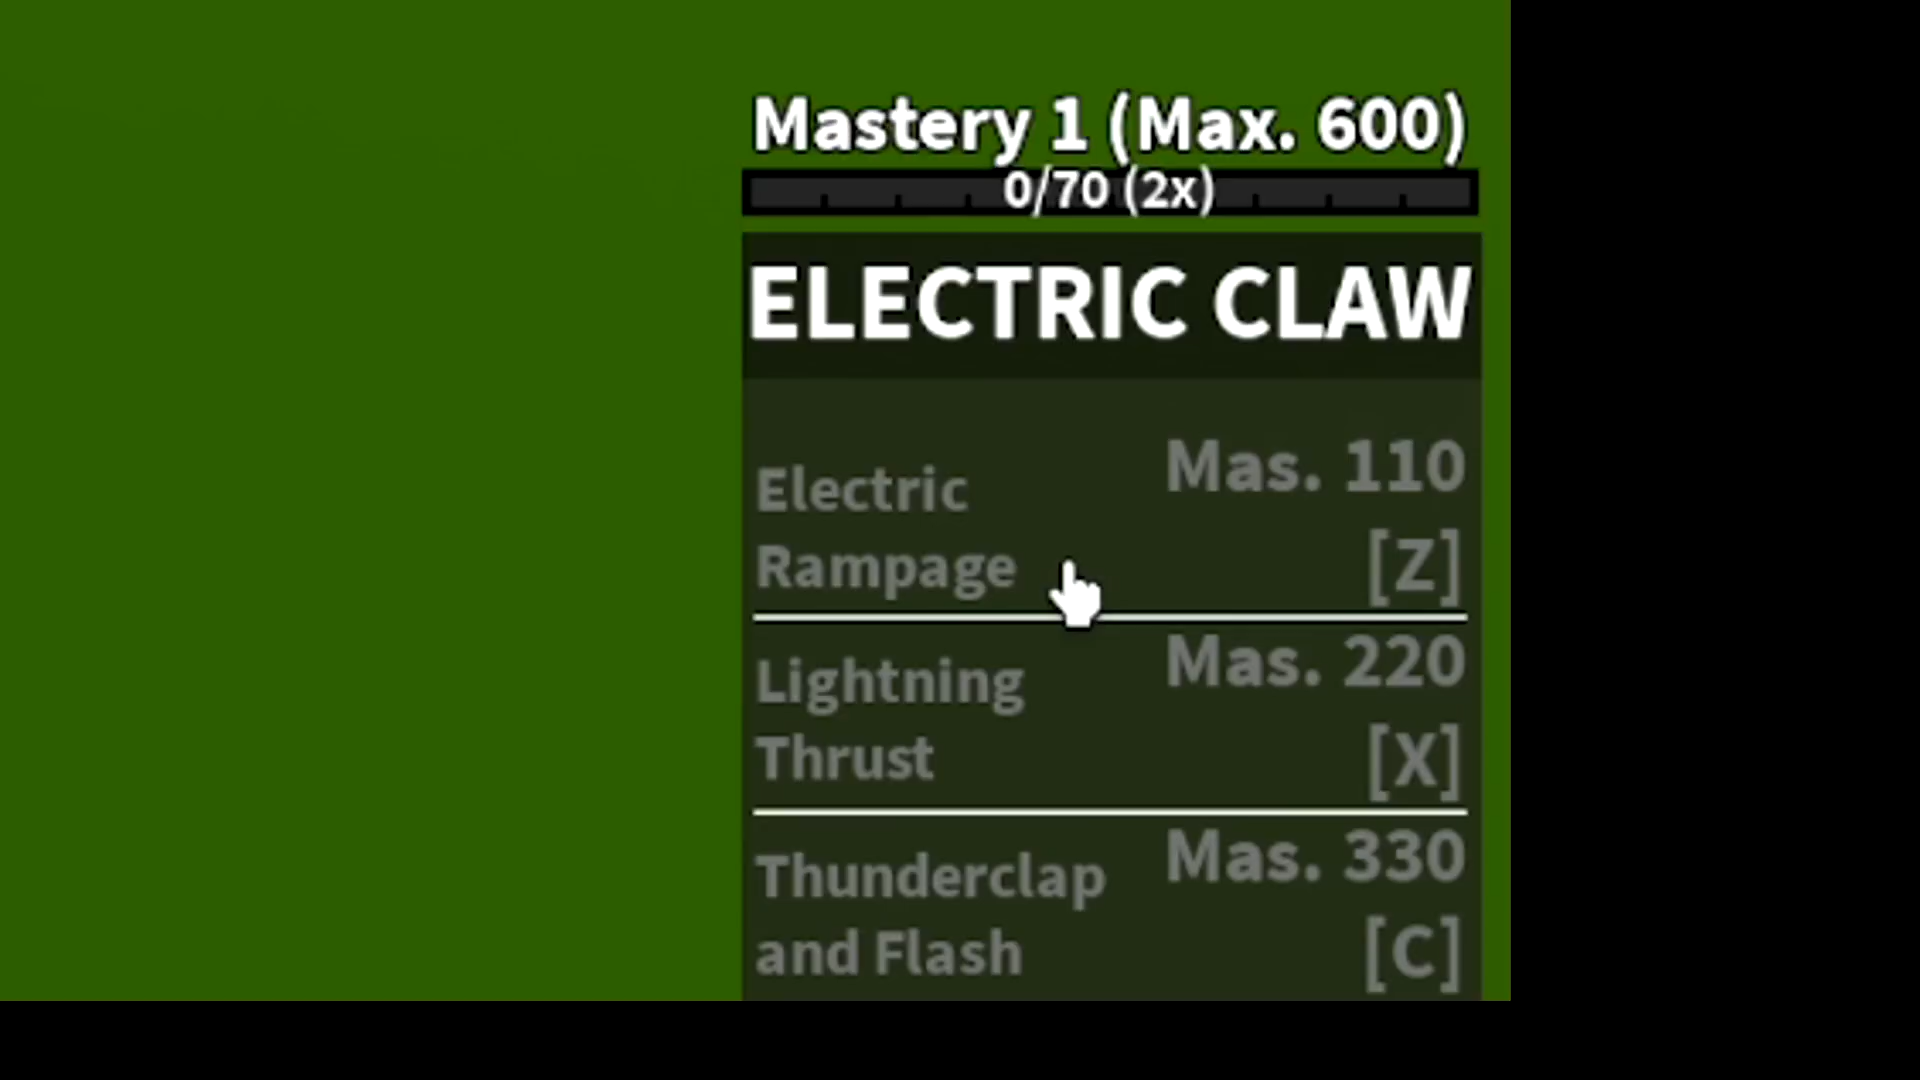 Mastery 1 (Max. 600)
0/70 (2x)
ELECTRIC CLAW
Mas. 110
Electric
Rampage [Z]
Mas. 220
Lightning
Thrust [X]
Mas. 330
Thunderclap
and Flash [C]